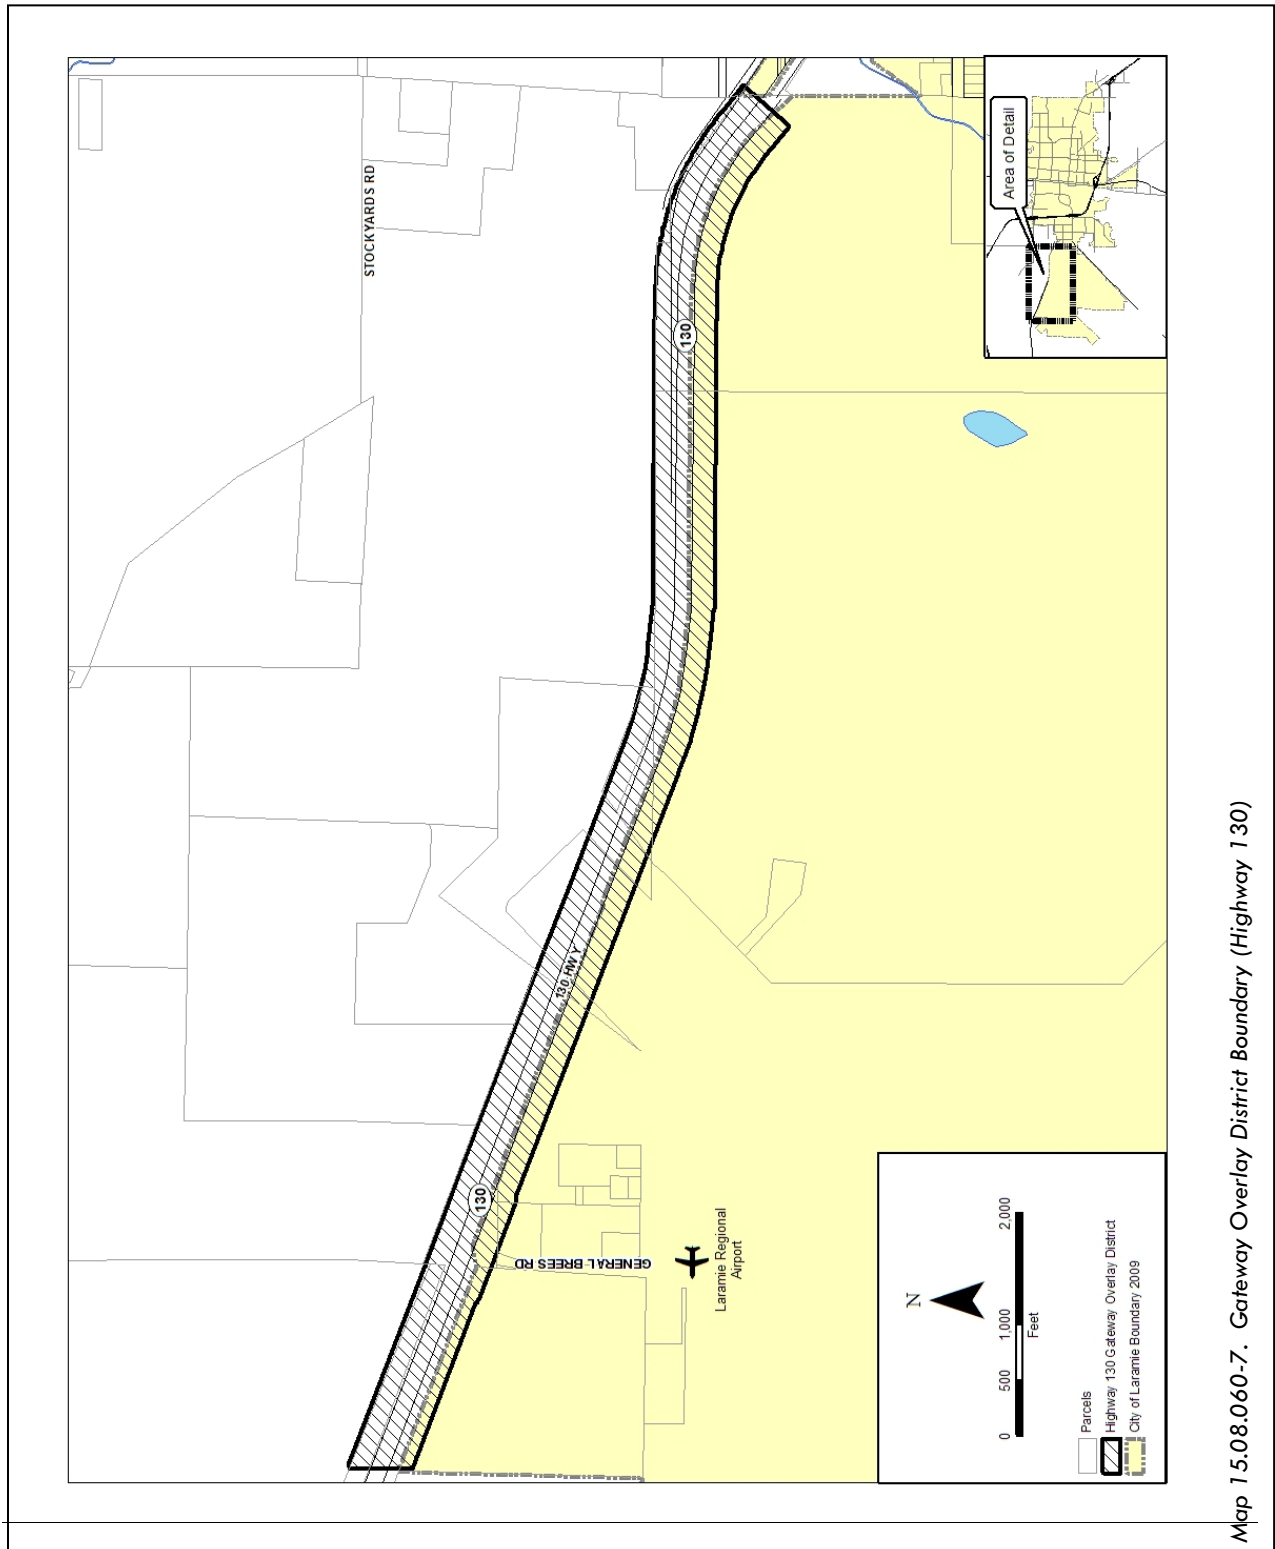 STOCKYARDS RD
130
130 HWY
130
GENERAL BREES RD
Laramie Regional
Airport
Area of Detail
N
0 500 1,000 2,000
Feet
Parcels
Highway 130 Gateway Overlay District
City of Laramie Boundary 2009
Map 15.08.060-7. Gateway Overlay District Boundary (Highway 130)